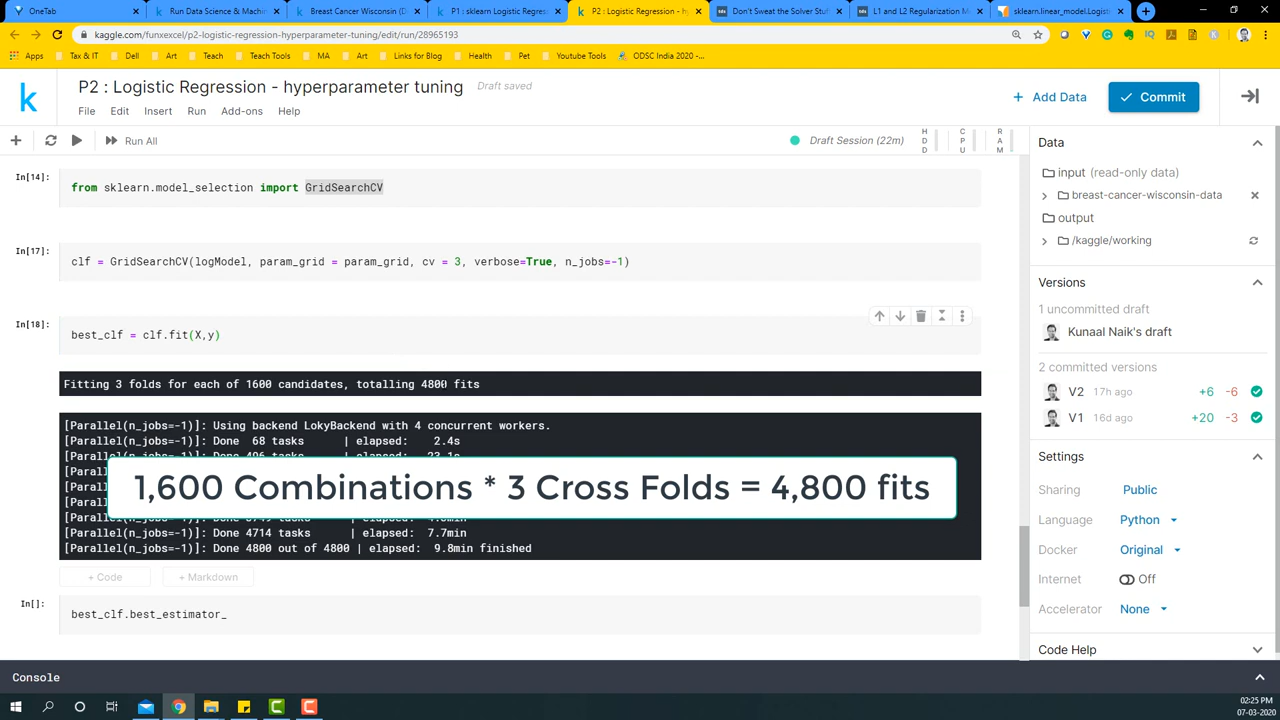 OneTab
Run Data Science & Machin
Breast Cancer Wisconsin (D
P1 : sklearn Logistic Regres
P2 : Logistic Regression - h
Don't Sweat the Solver Stuf
L1 and L2 Regularization M
sklearn.linear_model.Logist
kaggle.com/funxexcel/p2-logistic-regression-hyperparameter-tuning/edit/run/28965193
Apps
Tax & IT
Dell
Art
Teach
Teach Tools
MA
Art
Links for Blog
Health
Pet
Youtube Tools
ODSC India 2020 -...
P2 : Logistic Regression - hyperparameter tuning
Draft saved
File Edit Insert Run Add-ons Help
+ Add Data
Commit
Run All
Draft Session (22m)
HDD
CPU
RAM
In[14]:
from sklearn.model_selection import GridSearchCV
In[17]:
clf = GridSearchCV(logModel, param_grid = param_grid, cv = 3, verbose=True, n_jobs=-1)
In[18]:
best_clf = clf.fit(X,y)
Fitting 3 folds for each of 1600 candidates, totalling 4800 fits
[Parallel(n_jobs=-1)]: Using backend LokyBackend with 4 concurrent workers.
[Parallel(n_jobs=-1)]: Done 68 tasks | elapsed: 2.4s
1,600 Combinations * 3 Cross Folds = 4,800 fits
[Parallel(n_jobs=-1)]: Done 4714 tasks | elapsed: 7.7min
[Parallel(n_jobs=-1)]: Done 4800 out of 4800 | elapsed: 9.8min finished
+ Code
+ Markdown
In[]:
best_clf.best_estimator_
Console
Data
input (read-only data)
breast-cancer-wisconsin-data
output
/kaggle/working
Versions
1 uncommitted draft
Kunaal Naik's draft
2 committed versions
V2 17h ago +6 -6
V1 16d ago +20 -3
Settings
Sharing Public
Language Python
Docker Original
Internet Off
Accelerator None
Code Help
02:25 PM
07-03-2020